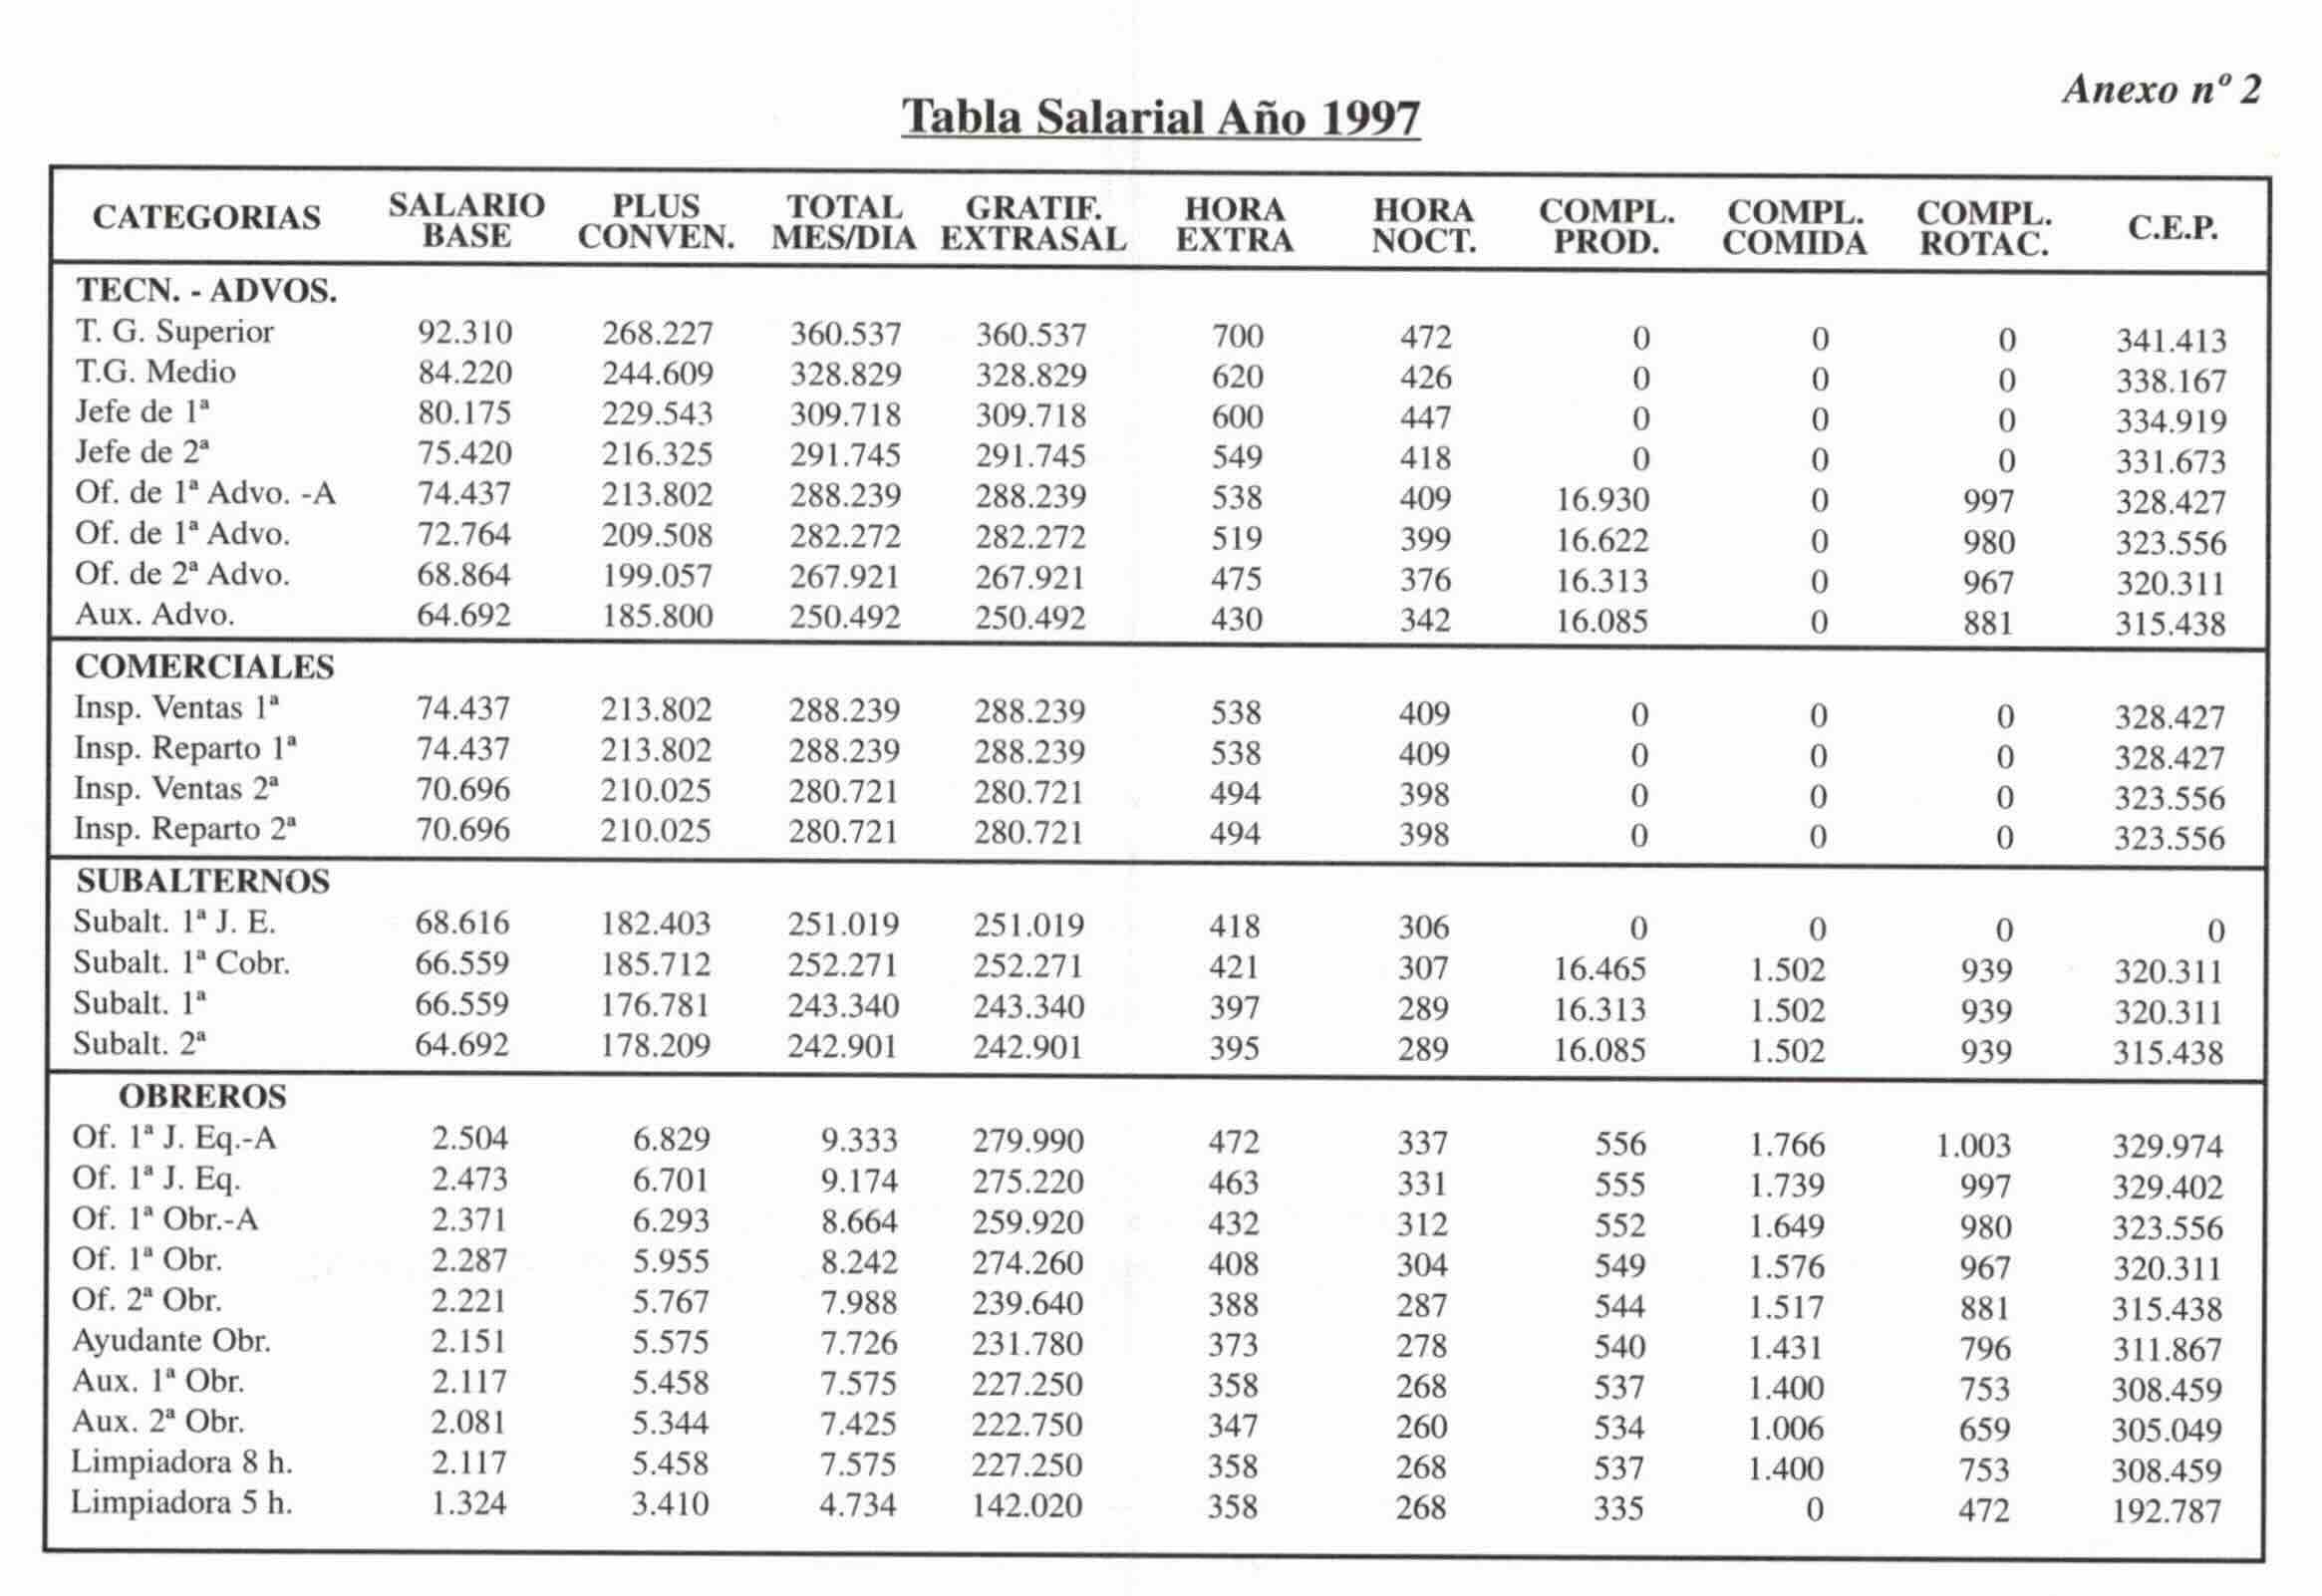 Anexo nº 2
Tabla Salarial Año 1997
CATEGORIAS SALARIO BASE PLUS CONVEN. TOTAL MES/DIA GRATIF. EXTRASAL HORA EXTRA HORA NOCT. COMPL. PROD. COMPL. COMIDA COMPL. ROTAC. C.E.P.
TECN. - ADVOS.
T. G. Superior 92.310 268.227 360.537 360.537 700 472 0 0 0 341.413
T.G. Medio 84.220 244.609 328.829 328.829 620 426 0 0 0 338.167
Jefe de 1ª 80.175 229.543 309.718 309.718 600 447 0 0 0 334.919
Jefe de 2ª 75.420 216.325 291.745 291.745 549 418 0 0 0 331.673
Of. de 1ª Advo. -A 74.437 213.802 288.239 288.239 538 409 16.930 0 997 328.427
Of. de 1ª Advo. 72.764 209.508 282.272 282.272 519 399 16.622 0 980 323.556
Of. de 2ª Advo. 68.864 199.057 267.921 267.921 475 376 16.313 0 967 320.311
Aux. Advo. 64.692 185.800 250.492 250.492 430 342 16.085 0 881 315.438
COMERCIALES
Insp. Ventas 1ª 74.437 213.802 288.239 288.239 538 409 0 0 0 328.427
Insp. Reparto 1ª 74.437 213.802 288.239 288.239 538 409 0 0 0 328.427
Insp. Ventas 2ª 70.696 210.025 280.721 280.721 494 398 0 0 0 323.556
Insp. Reparto 2ª 70.696 210.025 280.721 280.721 494 398 0 0 0 323.556
SUBALTERNOS
Subalt. 1ª J. E. 68.616 182.403 251.019 251.019 418 306 0 0 0 0
Subalt. 1ª Cobr. 66.559 185.712 252.271 252.271 421 307 16.465 1.502 939 320.311
Subalt. 1ª 66.559 176.781 243.340 243.340 397 289 16.313 1.502 939 320.311
Subalt. 2ª 64.692 178.209 242.901 242.901 395 289 16.085 1.502 939 315.438
OBREROS
Of. 1ª J. Eq.-A 2.504 6.829 9.333 279.990 472 337 556 1.766 1.003 329.974
Of. 1ª J. Eq. 2.473 6.701 9.174 275.220 463 331 555 1.739 997 329.402
Of. 1ª Obr.-A 2.371 6.293 8.664 259.920 432 312 552 1.649 980 323.556
Of. 1ª Obr. 2.287 5.955 8.242 274.260 408 304 549 1.576 967 320.311
Of. 2ª Obr. 2.221 5.767 7.988 239.640 388 287 544 1.517 881 315.438
Ayudante Obr. 2.151 5.575 7.726 231.780 373 278 540 1.431 796 311.867
Aux. 1ª Obr. 2.117 5.458 7.575 227.250 358 268 537 1.400 753 308.459
Aux. 2ª Obr. 2.081 5.344 7.425 222.750 347 260 534 1.006 659 305.049
Limpiadora 8 h. 2.117 5.458 7.575 227.250 358 268 537 1.400 753 308.459
Limpiadora 5 h. 1.324 3.410 4.734 142.020 358 268 335 0 472 192.787